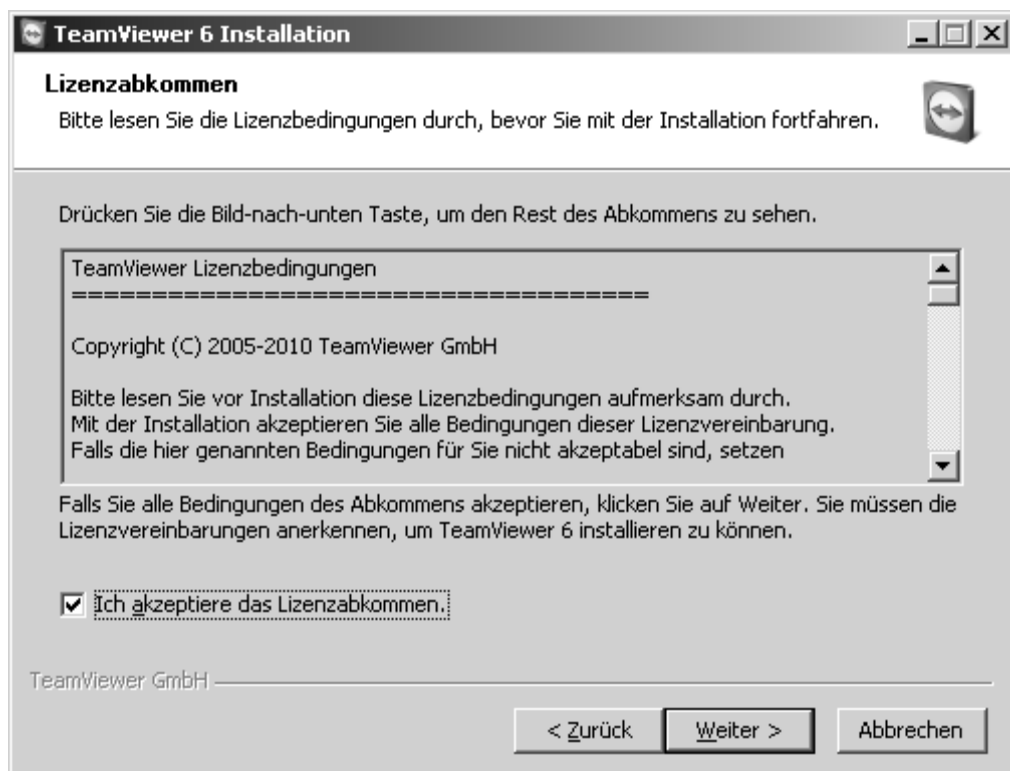 TeamViewer 6 Installation
Lizenzabkommen
Bitte lesen Sie die Lizenzbedingungen durch, bevor Sie mit der Installation fortfahren.
Drücken Sie die Bild-nach-unten Taste, um den Rest des Abkommens zu sehen.
TeamViewer Lizenzbedingungen
====================================
Copyright (C) 2005-2010 TeamViewer GmbH
Bitte lesen Sie vor Installation diese Lizenzbedingungen aufmerksam durch.
Mit der Installation akzeptieren Sie alle Bedingungen dieser Lizenzvereinbarung.
Falls die hier genannten Bedingungen für Sie nicht akzeptabel sind, setzen
Falls Sie alle Bedingungen des Abkommens akzeptieren, klicken Sie auf Weiter. Sie müssen die
Lizenzvereinbarungen anerkennen, um TeamViewer 6 installieren zu können.
Ich akzeptiere das Lizenzabkommen.
TeamViewer GmbH
< Zurück
Weiter >
Abbrechen